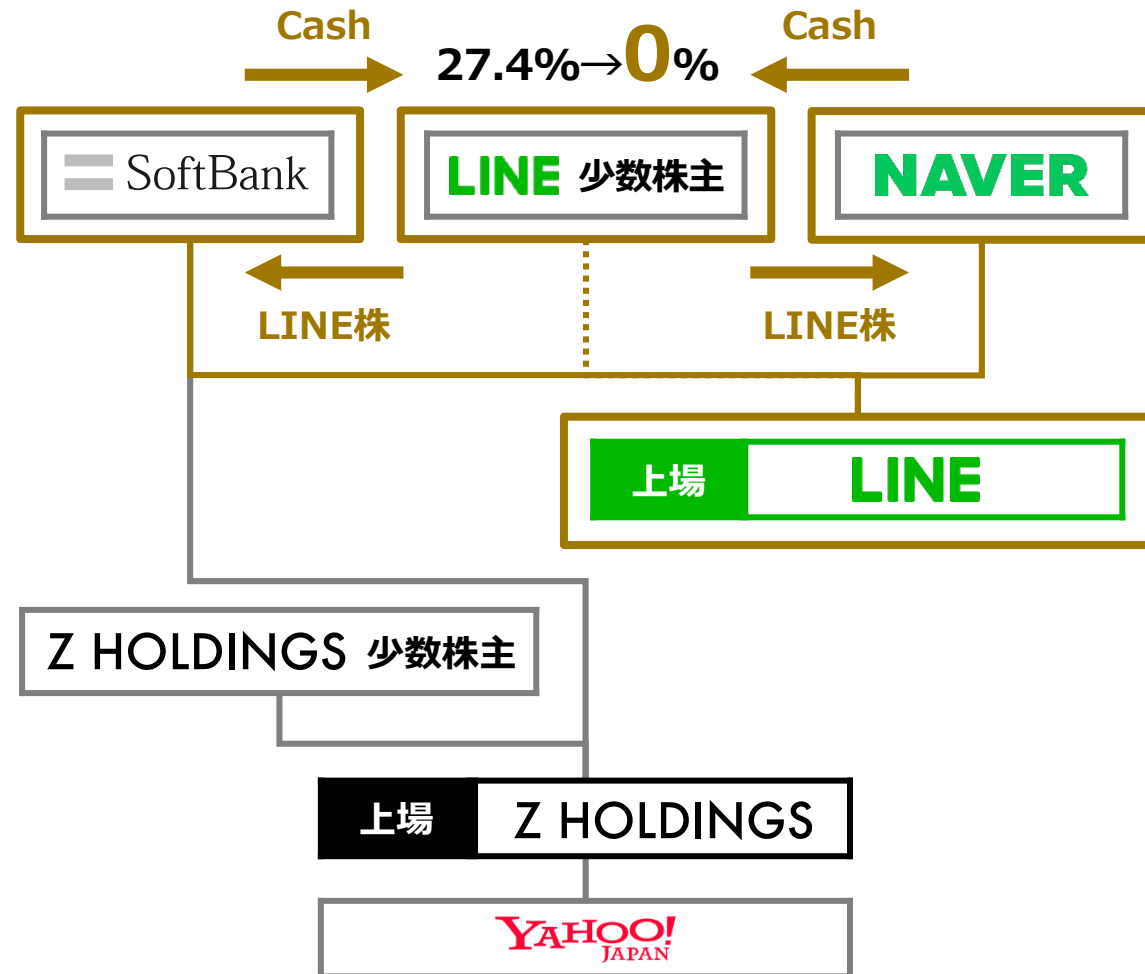 Cash
Cash
27.4%→0%
SoftBank
LINE 少数株主
NAVER
LINE株
LINE株
上場 LINE
Z HOLDINGS 少数株主
上場 Z HOLDINGS
YAHOO!
JAPAN